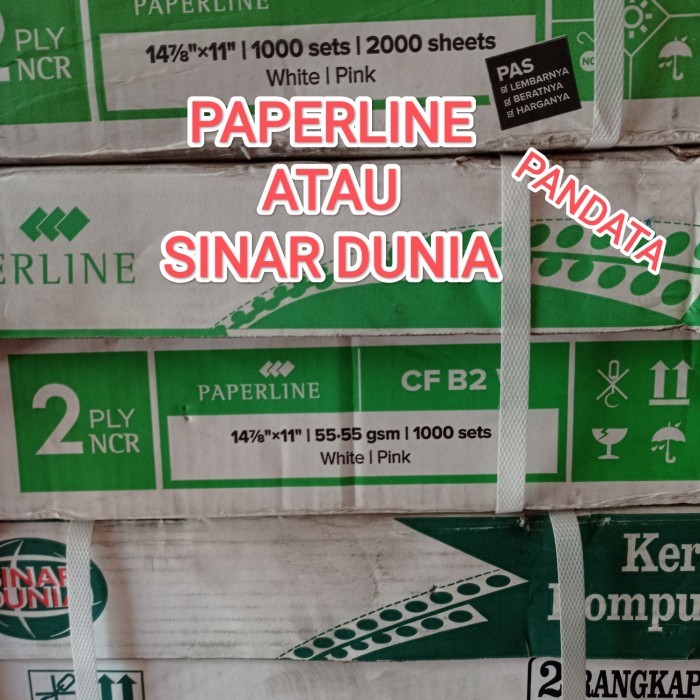 2 PLY
NCR
PAPERLINE
14⅞"×11" | 1000 sets | 2000 sheets
White | Pink
PAS
LEMBARNYA
BERATNYA
HARGANYA
PAPERLINE
ATAU
SINAR DUNIA
PANDATA
ERLINE
2 PLY
NCR
PAPERLINE
CF B2
14⅞"×11" | 55-55 gsm | 1000 sets
White | Pink
SINAR
DUNIA
Ker
Kompu
2 RANGKAP